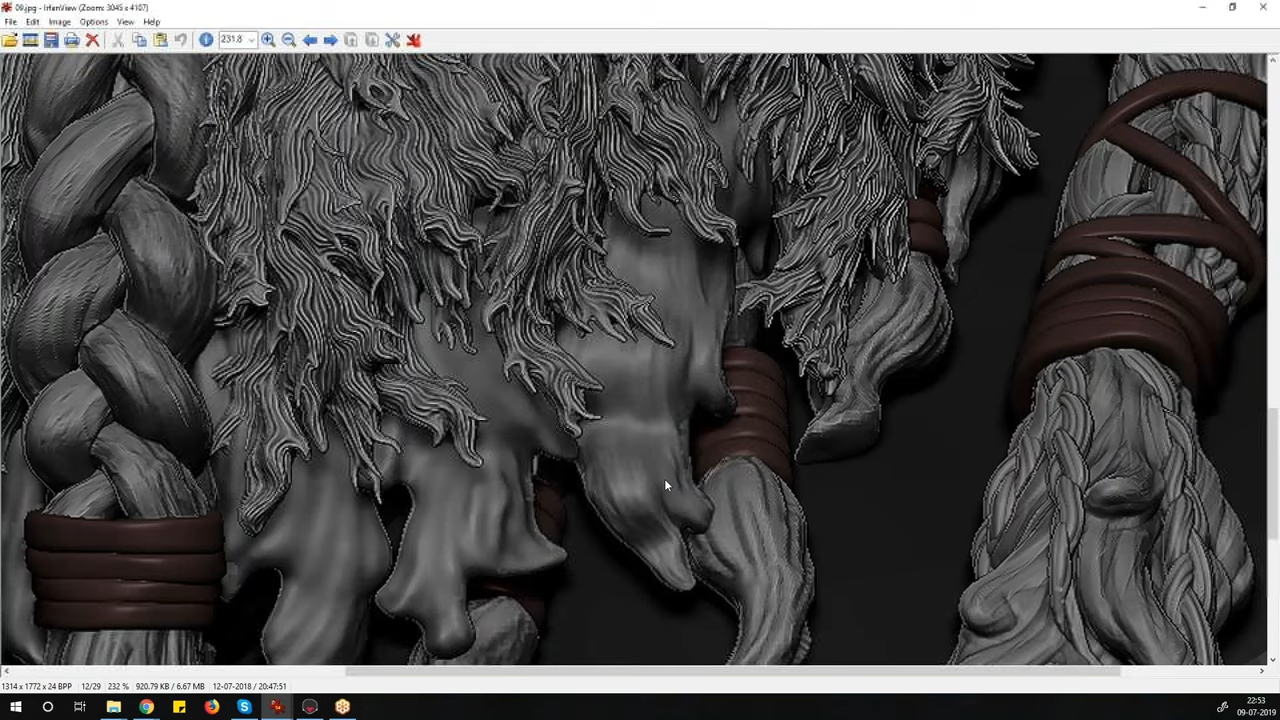 09.jpg - IrfanView (Zoom: 3045 x 4107)
File Edit Image Options View Help
231.8
1314 x 1772 x 24 BPP 12/29 232 % 920.79 KB / 6.67 MB 12-07-2018 / 20:47:51
22:53
09-07-2019